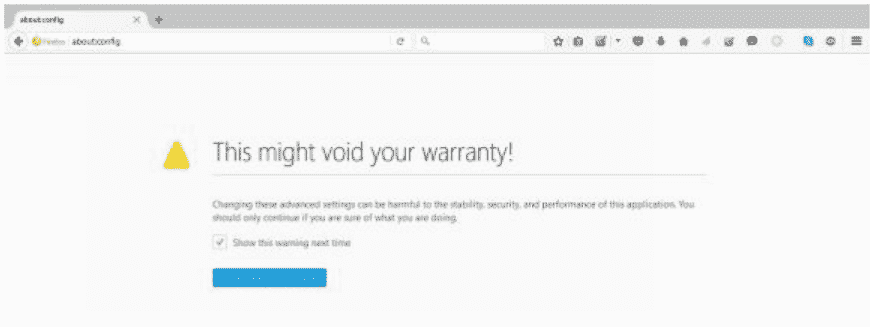 about:config
Firefox about:config
This might void your warranty!
Changing these advanced settings can be harmful to the stability, security, and performance of this application. You
should only continue if you are sure of what you are doing.
Show this warning next time